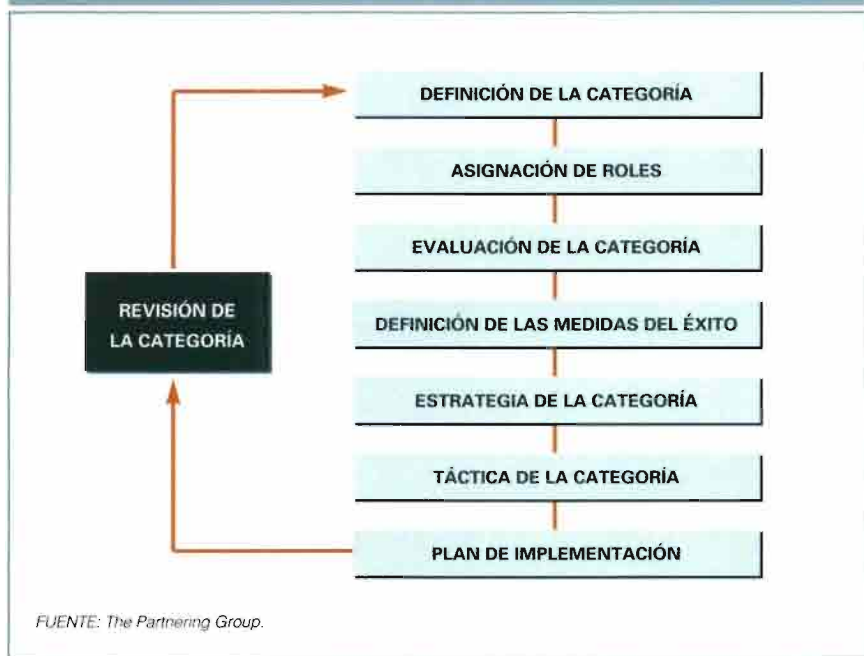 DEFINICIÓN DE LA CATEGORÍA
ASIGNACIÓN DE ROLES
EVALUACIÓN DE LA CATEGORÍA
REVISIÓN DE
LA CATEGORÍA
DEFINICIÓN DE LAS MEDIDAS DEL ÉXITO
ESTRATEGIA DE LA CATEGORÍA
TÁCTICA DE LA CATEGORÍA
PLAN DE IMPLEMENTACIÓN
FUENTE: The Partnering Group.